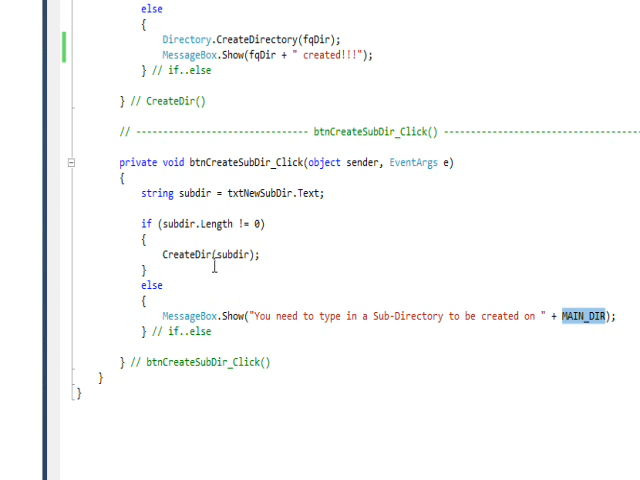 else
{
Directory.CreateDirectory(fqDir);
MessageBox.Show(fqDir + " created!!!");
} // if..else
} // CreateDir()
// -------------------------------- btnCreateSubDir_Click() -----------------------------------
private void btnCreateSubDir_Click(object sender, EventArgs e)
{
string subdir = txtNewSubDir.Text;
if (subdir.Length != 0)
{
CreateDir(subdir);
}
else
{
MessageBox.Show("You need to type in a Sub-Directory to be created on " + MAIN_DIR);
} // if..else
} // btnCreateSubDir_Click()
}
}